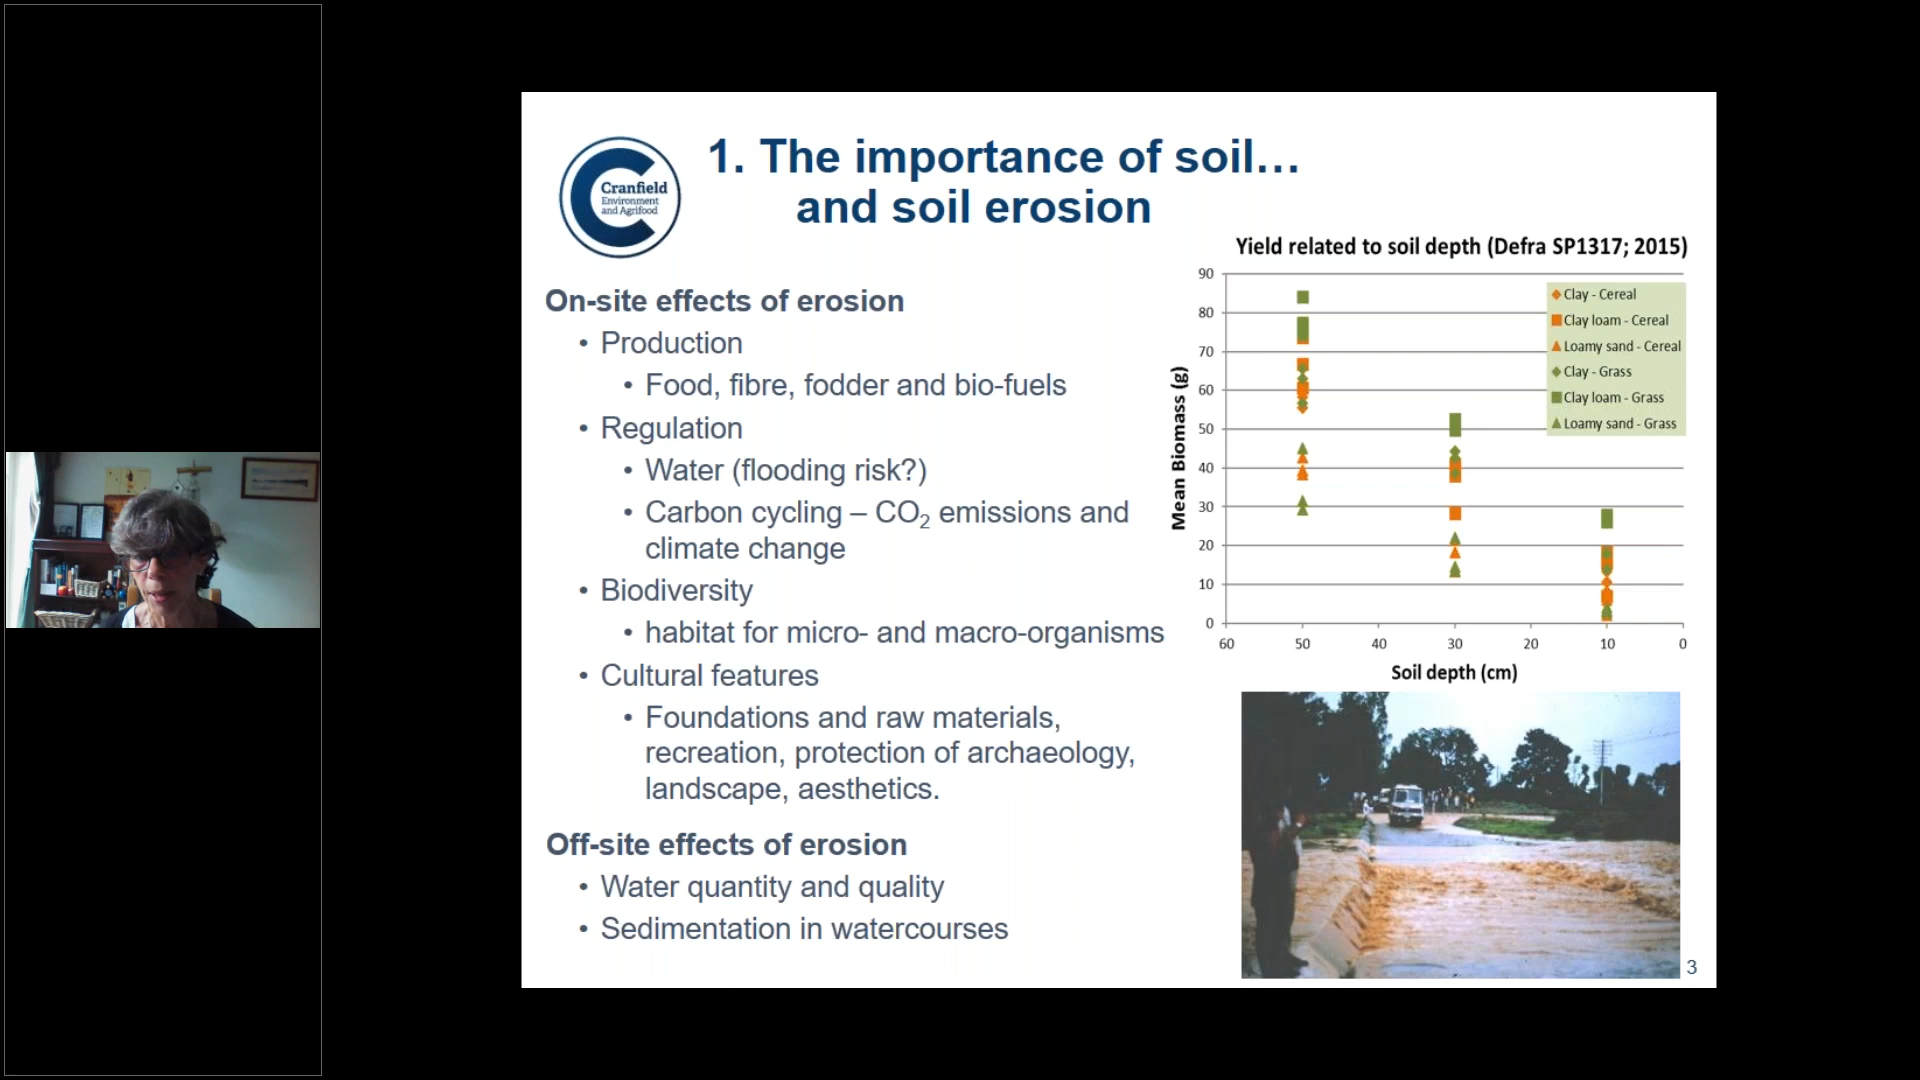 Cranfield
Environment
and Agrifood
1. The importance of soil…
and soil erosion
On-site effects of erosion
• Production
• Food, fibre, fodder and bio-fuels
• Regulation
• Water (flooding risk?)
• Carbon cycling – CO₂ emissions and
climate change
• Biodiversity
• habitat for micro- and macro-organisms
• Cultural features
• Foundations and raw materials,
recreation, protection of archaeology,
landscape, aesthetics.
Off-site effects of erosion
• Water quantity and quality
• Sedimentation in watercourses
Yield related to soil depth (Defra SP1317; 2015)
Mean Biomass (g)
90
80
70
60
50
40
30
20
10
0
60 50 40 30 20 10 0
Soil depth (cm)
Clay - Cereal
Clay loam - Cereal
Loamy sand - Cereal
Clay - Grass
Clay loam - Grass
Loamy sand - Grass
3